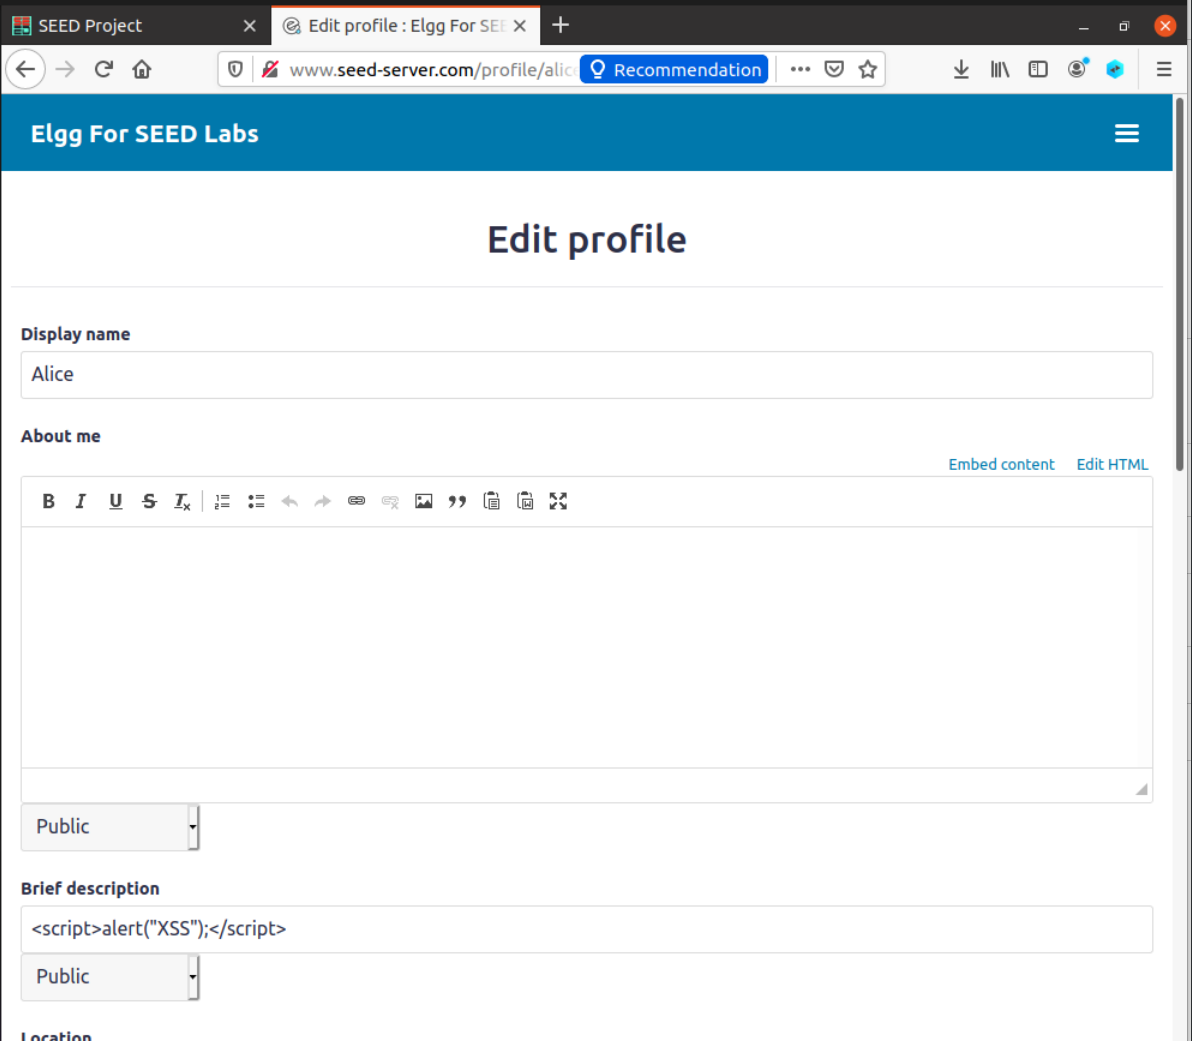 SEED Project
Edit profile : Elgg For SEE
www.seed-server.com/profile/alic
Recommendation
Elgg For SEED Labs
Edit profile
Display name
Alice
About me
Embed content Edit HTML
Public
Brief description
<script>alert("XSS");</script>
Public
Location